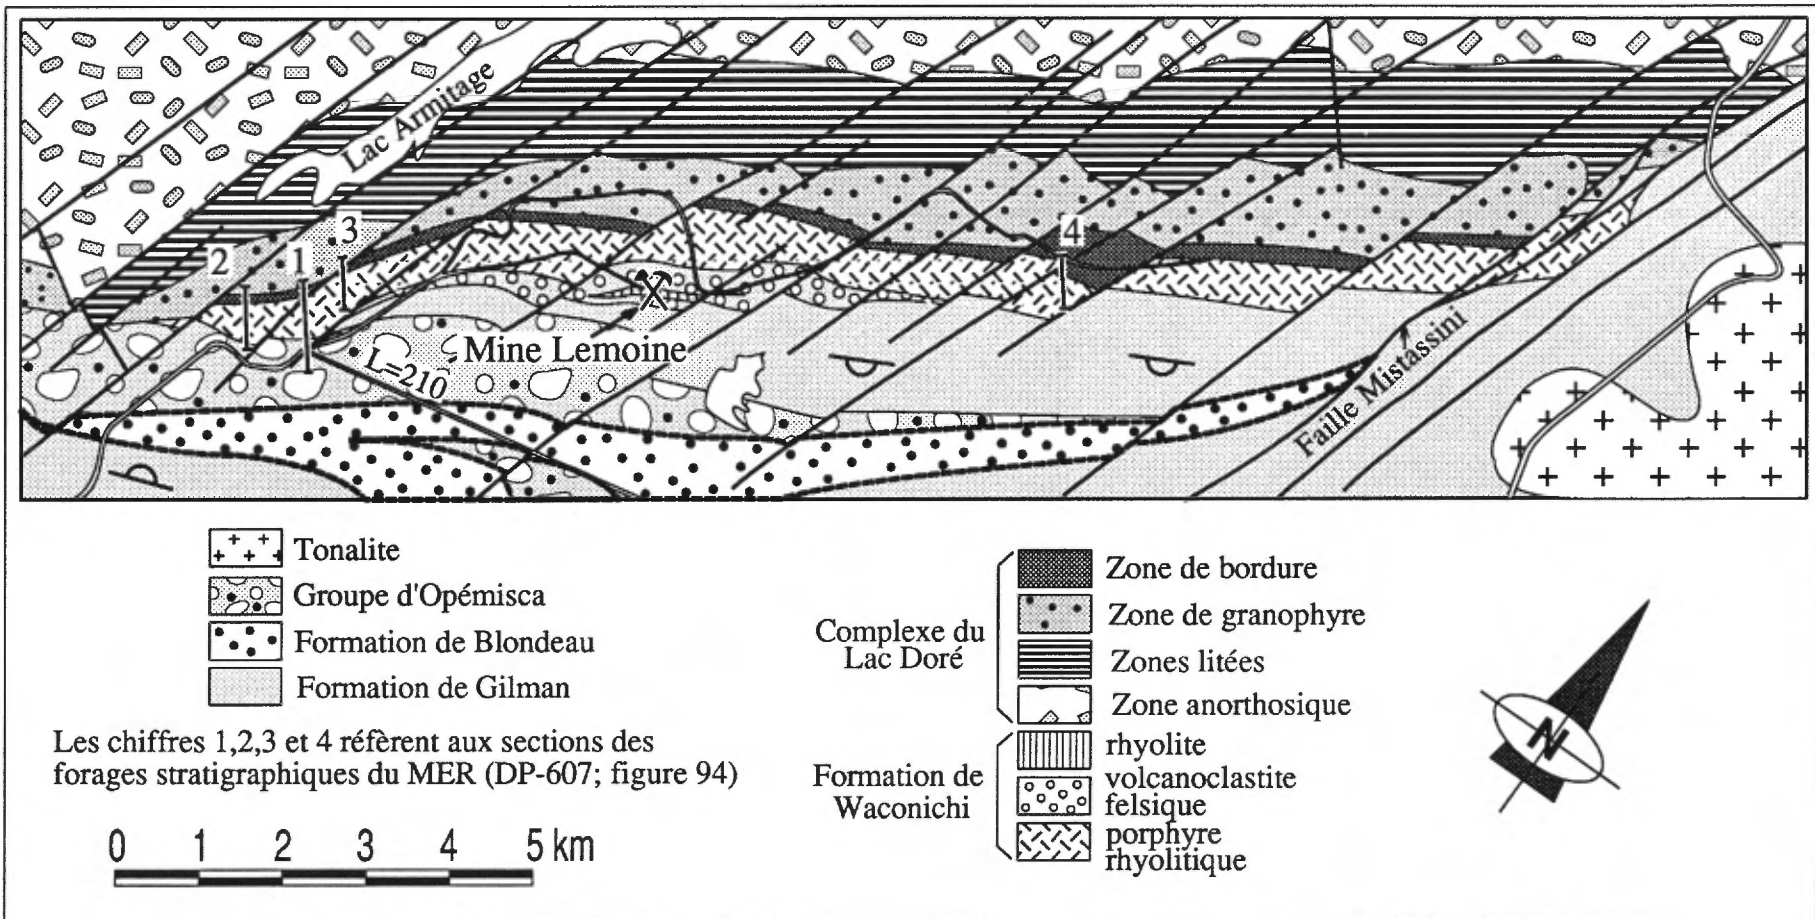 Lac Armitage
3
2
1
4
Mine Lemoine
L=210
Faille Mistassini
Tonalite
Groupe d'Opémisca
Formation de Blondeau
Formation de Gilman
Les chiffres 1,2,3 et 4 réfèrent aux sections des
forages stratigraphiques du MER (DP-607; figure 94)
0 1 2 3 4 5 km
Complexe du
Lac Doré
Zone de bordure
Zone de granophyre
Zones litées
Zone anorthosique
Formation de
Waconichi
rhyolite
volcanoclastite
felsique
porphyre
rhyolitique
N